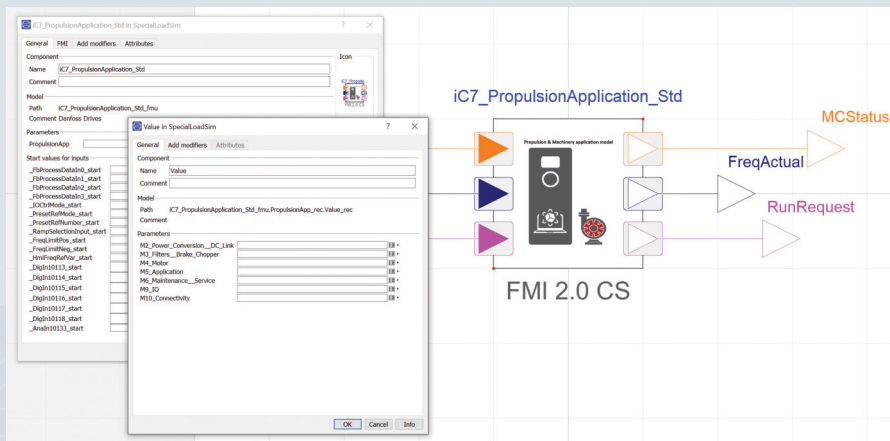 iC7_PropulsionApplication_Std in SpecialLoadSim ? ×
General FMI Add modifiers Attributes
Component
Icon
Name iC7_PropulsionApplication_Std
Comment
Model
Path iC7_PropulsionApplication_Std_fmu
Comment Danfoss Drives
FMI 2.0 CS
Parameters
PropulsionApp
Start values for inputs
_FbProcessDataIn0_start
_FbProcessDataIn1_start
_FbProcessDataIn2_start
_FbProcessDataIn3_start
_IOCtrlMode_start
_PresetRefMode_start
_PresetRefNumber_start
_RampSelectionInput_start
_FreqLimitPos_start
_FreqLimitNeg_start
_HmiFreqRefVar_start
_DigIn10113_start
_DigIn10114_start
_DigIn10115_start
_DigIn10116_start
_DigIn10117_start
_DigIn10118_start
_AnaIn10133_start
Value in SpecialLoadSim ? ×
General Add modifiers Attributes
Component
Name Value
Comment
Model
Path iC7_PropulsionApplication_Std_fmu.PropulsionApp_rec.Value_rec
Comment
Parameters
M2_Power_Conversion__DC_Link
M3_Filters__Brake_Chopper
M4_Motor
M5_Application
M6_Maintenance__Service
M9_IO
M10_Connectivity
OK Cancel Info
iC7_PropulsionApplication_Std
MCStatus
Propulsion & Machinery application model
FreqActual
RunRequest
FMI 2.0 CS